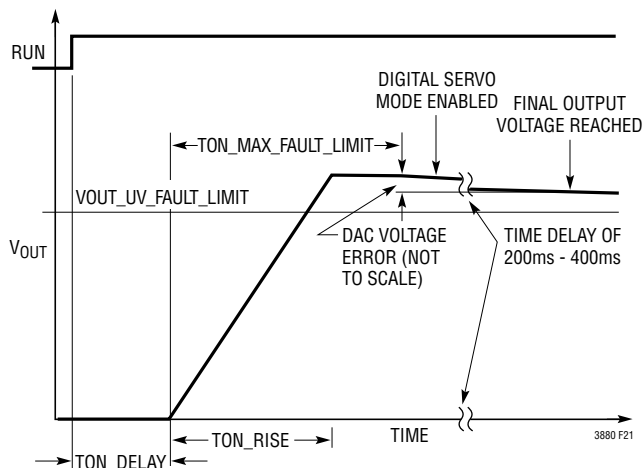 RUN
DIGITAL SERVO
MODE ENABLED
FINAL OUTPUT
VOLTAGE REACHED
TON_MAX_FAULT_LIMIT
VOUT_UV_FAULT_LIMIT
VOUT
DAC VOLTAGE
ERROR (NOT
TO SCALE)
TIME DELAY OF
200ms - 400ms
TON_RISE
TIME
3880 F21
TON_DELAY